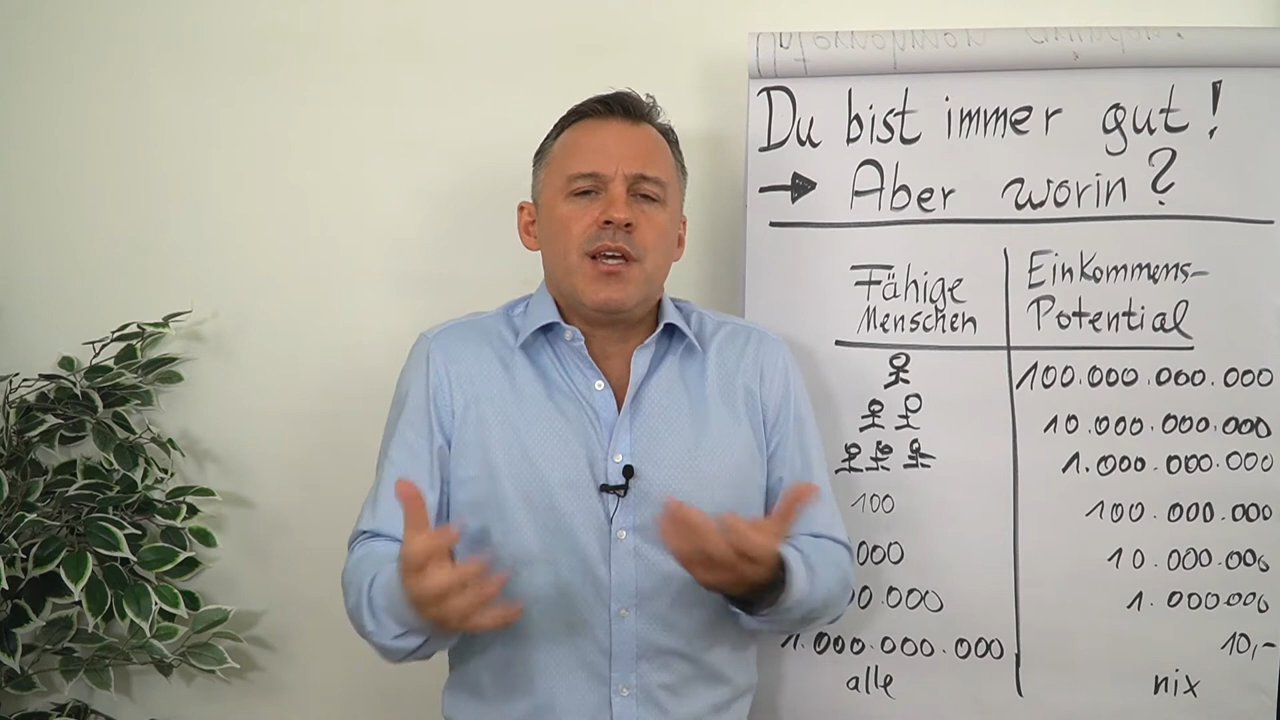 Du bist immer gut!
→ Aber worin?
Fähige Menschen
Einkommens-
Potential
100.000.000.000
10.000.000.000
1.000.000.000
100 100.000.000
000 10.000.000
0.000 1.000000
1.000.000.000 10,-
alle nix